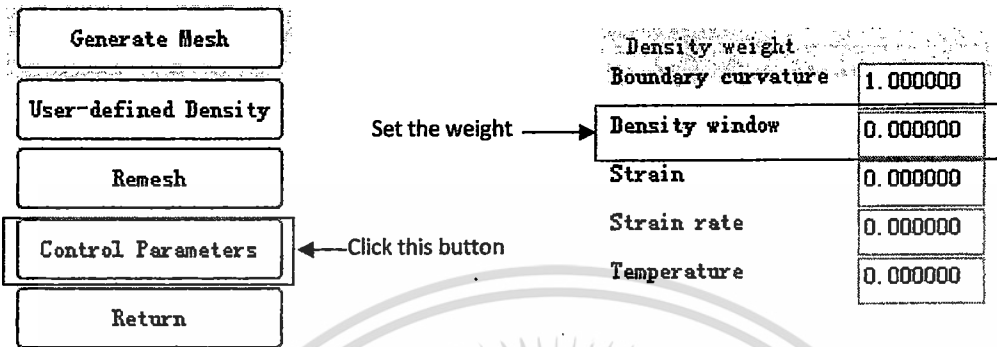 Generate Mesh
User-defined Density
Remesh
Control Parameters
Return
Click this button
Set the weight
Density weight
Boundary curvature 1.000000
Density window 0.000000
Strain 0.000000
Strain rate 0.000000
Temperature 0.000000